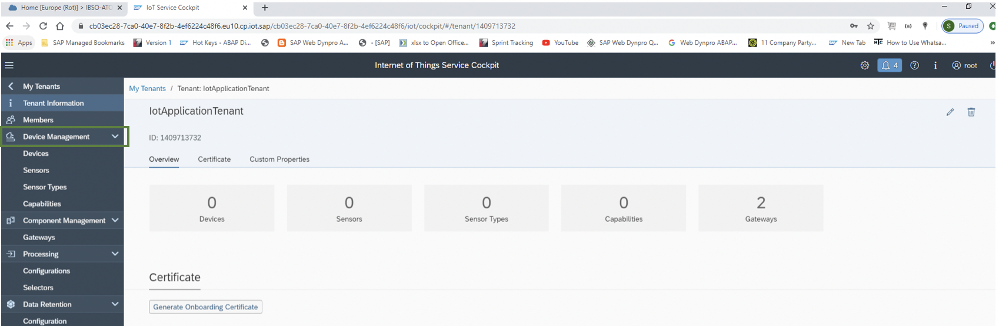 Home [Europe (Rot)] > IBSO-ATC
IoT Service Cockpit
cb03ec28-7ca0-40e7-8f2b-4ef6224c48f6.eu10.cp.iot.sap/cb03ec28-7ca0-40e7-8f2b-4ef6224c48f6/iot/cockpit/#/tenant/1409713732
S Paused
Apps SAP Managed Bookmarks Version 1 Hot Keys - ABAP Di... SAP Web Dynpro A... - [SAP] xlsx to Open Office... Sprint Tracking YouTube SAP Web Dynpro Q... Web Dynpro ABAP... 11 Company Party... New Tab How to Use Whatsa... »
Internet of Things Service Cockpit
4
root
My Tenants
Tenant Information
Members
Device Management
Devices
Sensors
Sensor Types
Capabilities
Component Management
Gateways
Processing
Configurations
Selectors
Data Retention
Configuration
My Tenants / Tenant: IotApplicationTenant
IotApplicationTenant
ID: 1409713732
Overview Certificate Custom Properties
0
Devices
0
Sensors
0
Sensor Types
0
Capabilities
2
Gateways
Certificate
Generate Onboarding Certificate